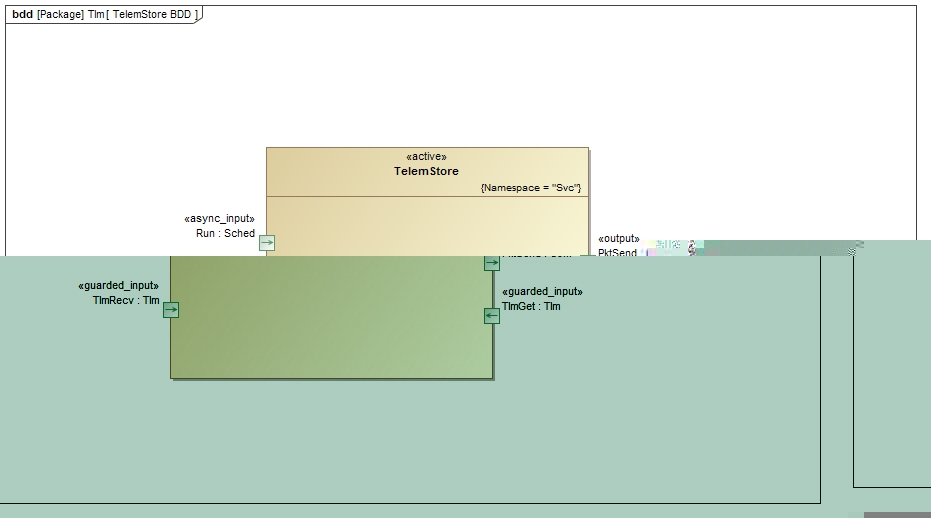 bdd [Package] Tlm [ TelemStore BDD ]
«active»
TelemStore
{Namespace = "Svc"}
«async_input»
Run : Sched
«output»
PktSend
«guarded_input»
TlmRecv : Tlm
«guarded_input»
TlmGet : Tlm